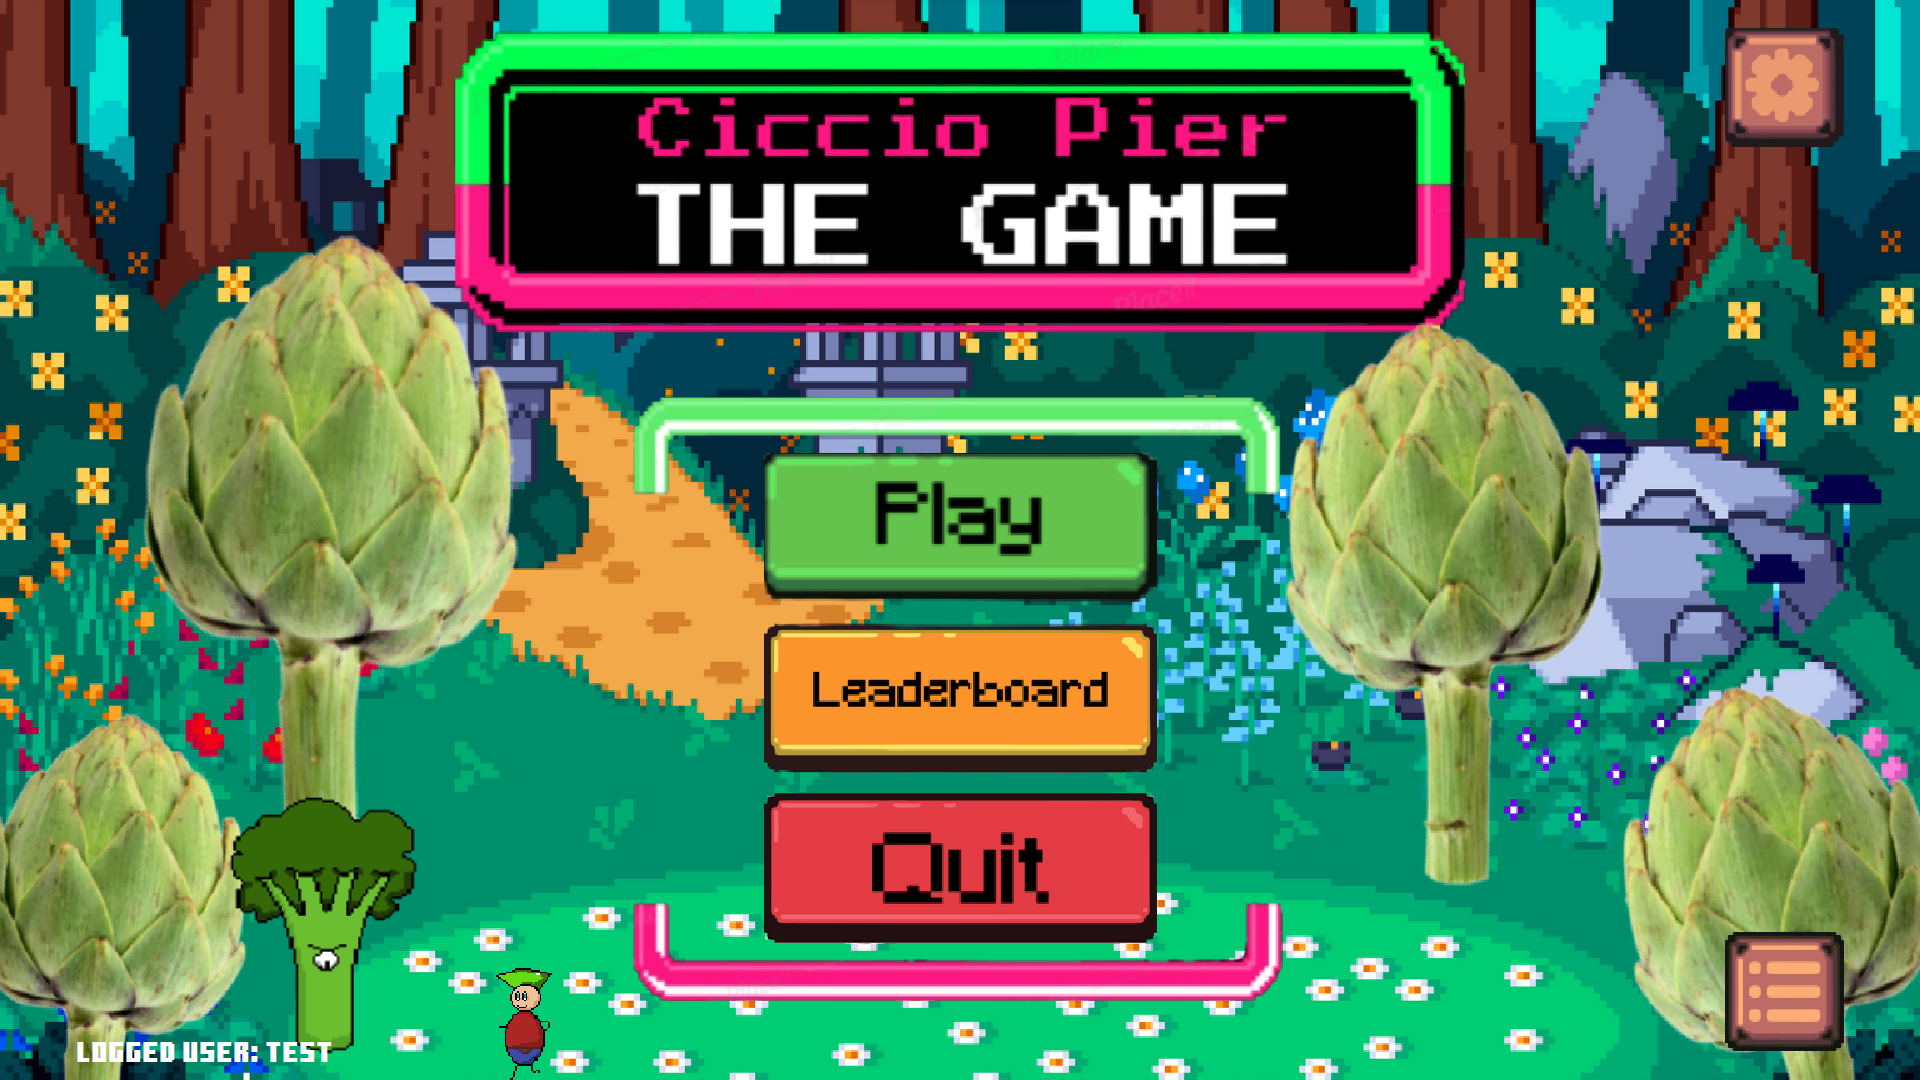 Ciccio Pier
THE GAME
Play
Leaderboard
Quit
LOGGED USER: TEST